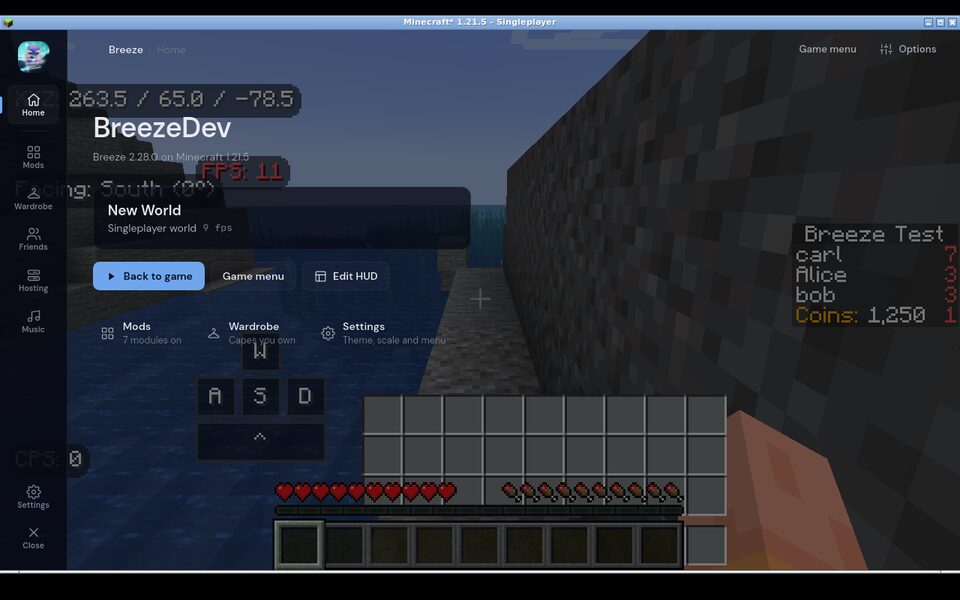 Minecraft* 1.21.5 - Singleplayer
Breeze / Home
Game menu
Options
XYZ: 263.5 / 65.0 / -78.5
Home
BreezeDev
Breeze 2.28.0 on Minecraft 1.21.5
FPS: 11
Mods
Facing: South (0°)
Wardrobe
New World
Singleplayer world 9 fps
Friends
Breeze Test
carl 7
Alice 3
bob 3
Coins: 1,250 1
Hosting
Back to game
Game menu
Edit HUD
Music
Mods
7 modules on
Wardrobe
Capes you own
Settings
Theme, scale and menu
W
A
S
D
^
CPS: 0
Settings
Close